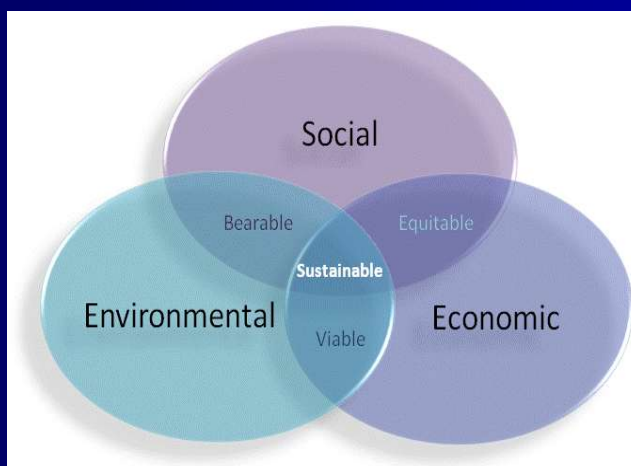 Social
Bearable
Equitable
Sustainable
Environmental
Economic
Viable